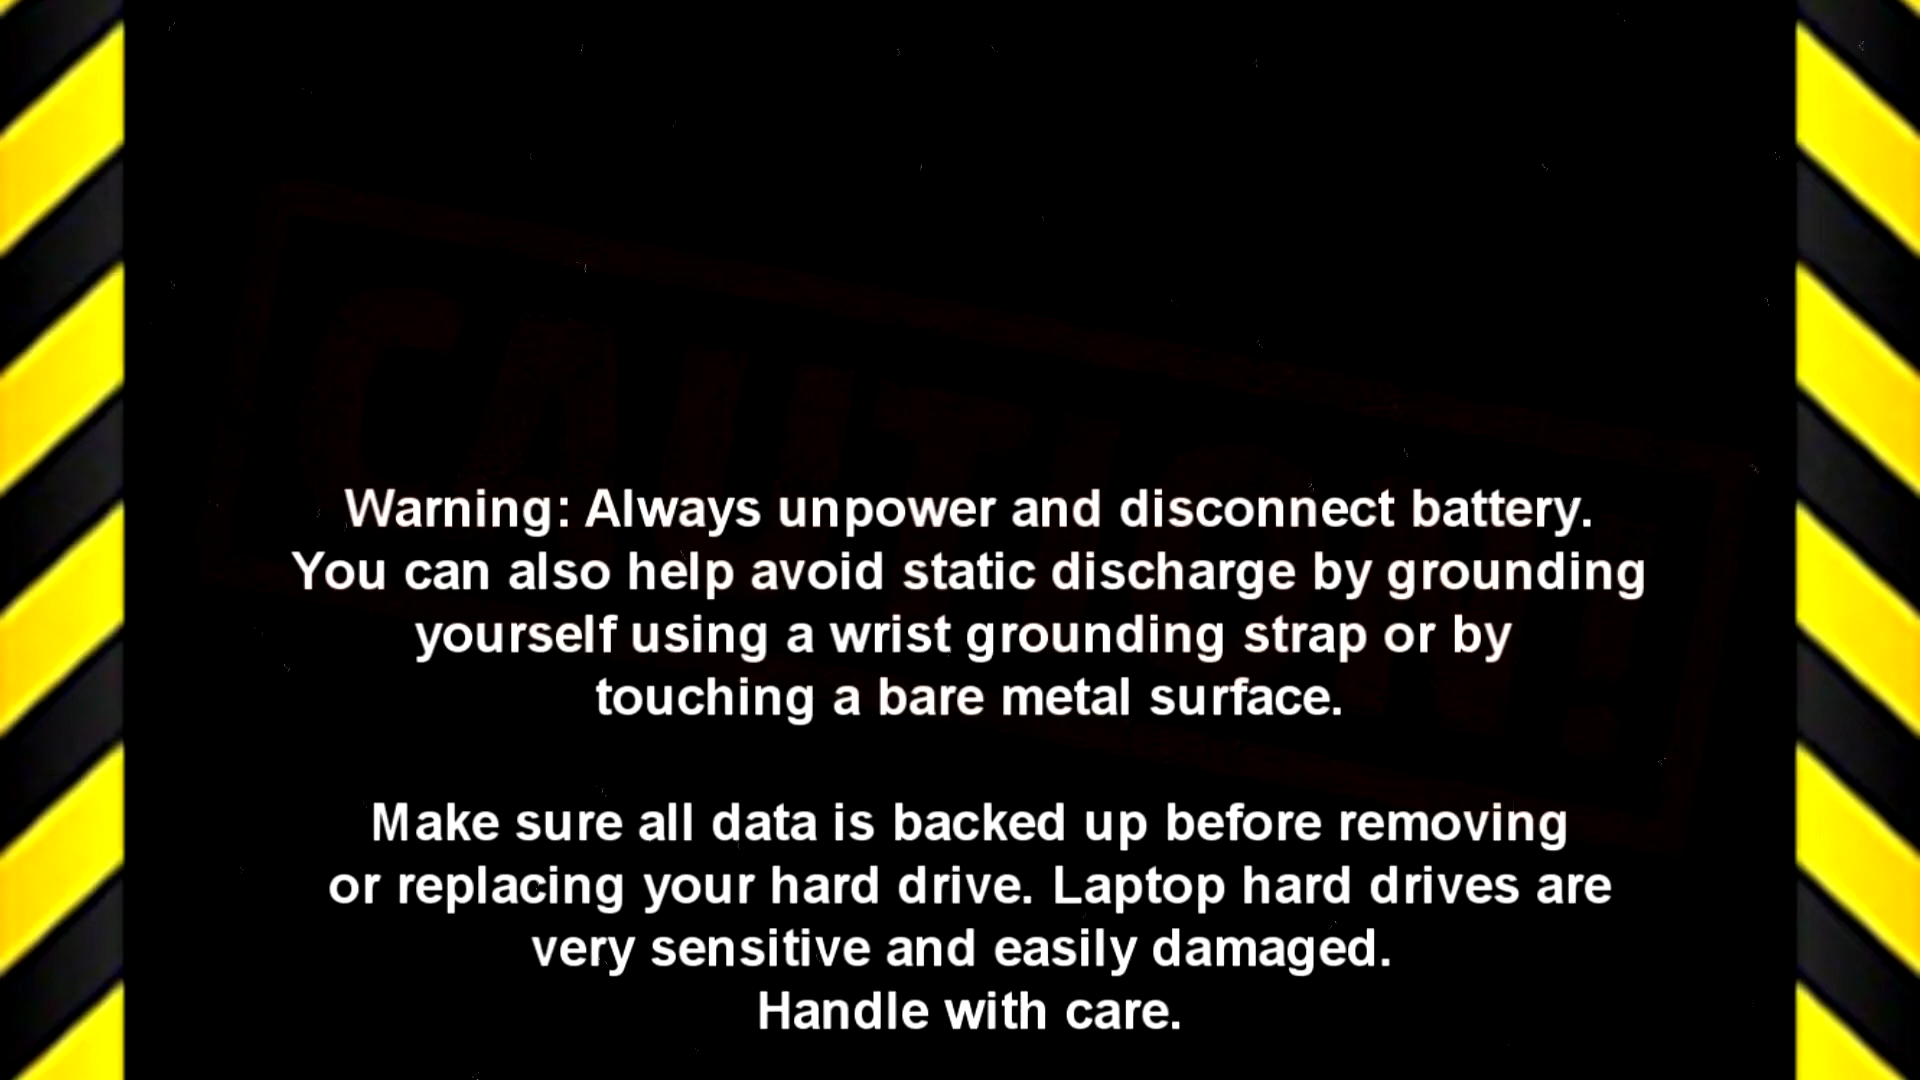 CAUTION!
Warning: Always unpower and disconnect battery.
You can also help avoid static discharge by grounding
yourself using a wrist grounding strap or by
touching a bare metal surface.
Make sure all data is backed up before removing
or replacing your hard drive. Laptop hard drives are
very sensitive and easily damaged.
Handle with care.